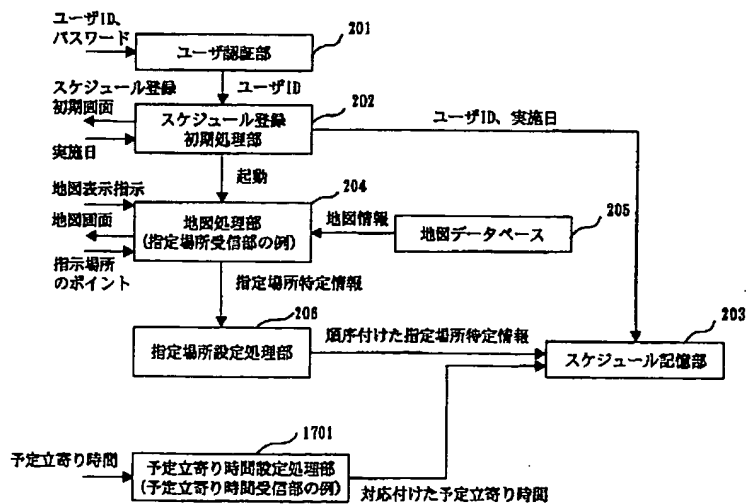 ユーザID、
パスワード
201
ユーザ認証部
スケジュール登録
初期画面
ユーザID
202
スケジュール登録
初期処理部
ユーザID、実施日
実施日
起動
地図表示指示
204
地図画面
地図処理部
(指定場所受信部の例)
地図情報
205
地図データベース
指示場所
のポイント
指定場所特定情報
206
指定場所設定処理部
順序付けた指定場所特定情報
203
スケジュール記憶部
1701
予定立寄り時間
予定立寄り時間設定処理部
(予定立寄り時間受信部の例)
対応付けた予定立寄り時間